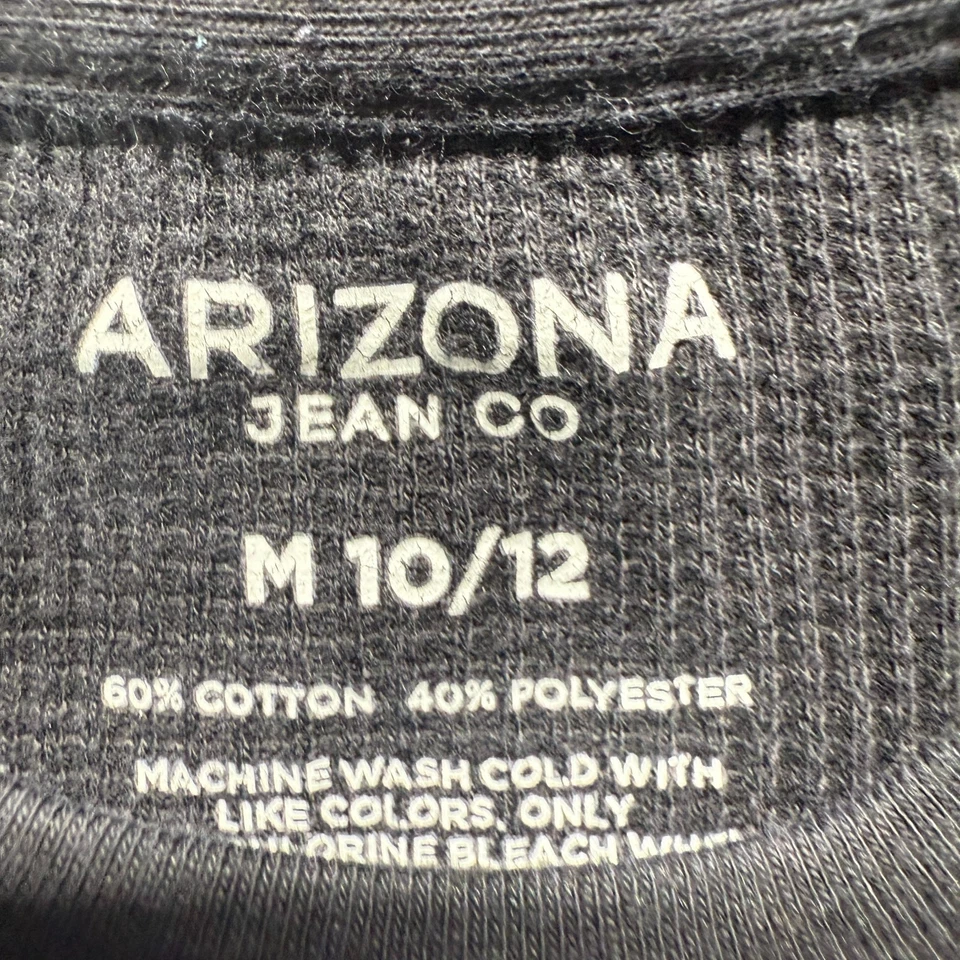 ARIZONA
JEAN CO
M 10/12
60% COTTON 40% POLYESTER
MACHINE WASH COLD WITH
LIKE COLORS. ONLY
BLEACH